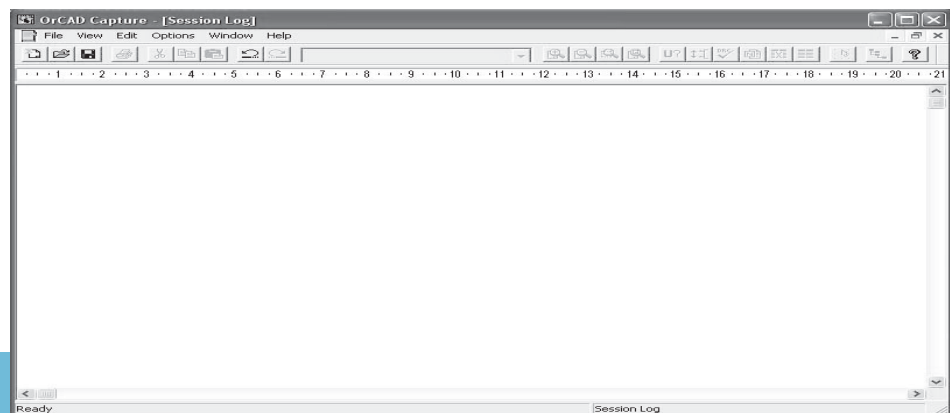 OrCAD Capture - [Session Log]
File View Edit Options Window Help
U?
1 2 3 4 5 6 7 8 9 10 11 12 13 14 15 16 17 18 19 20 21
Ready Session Log